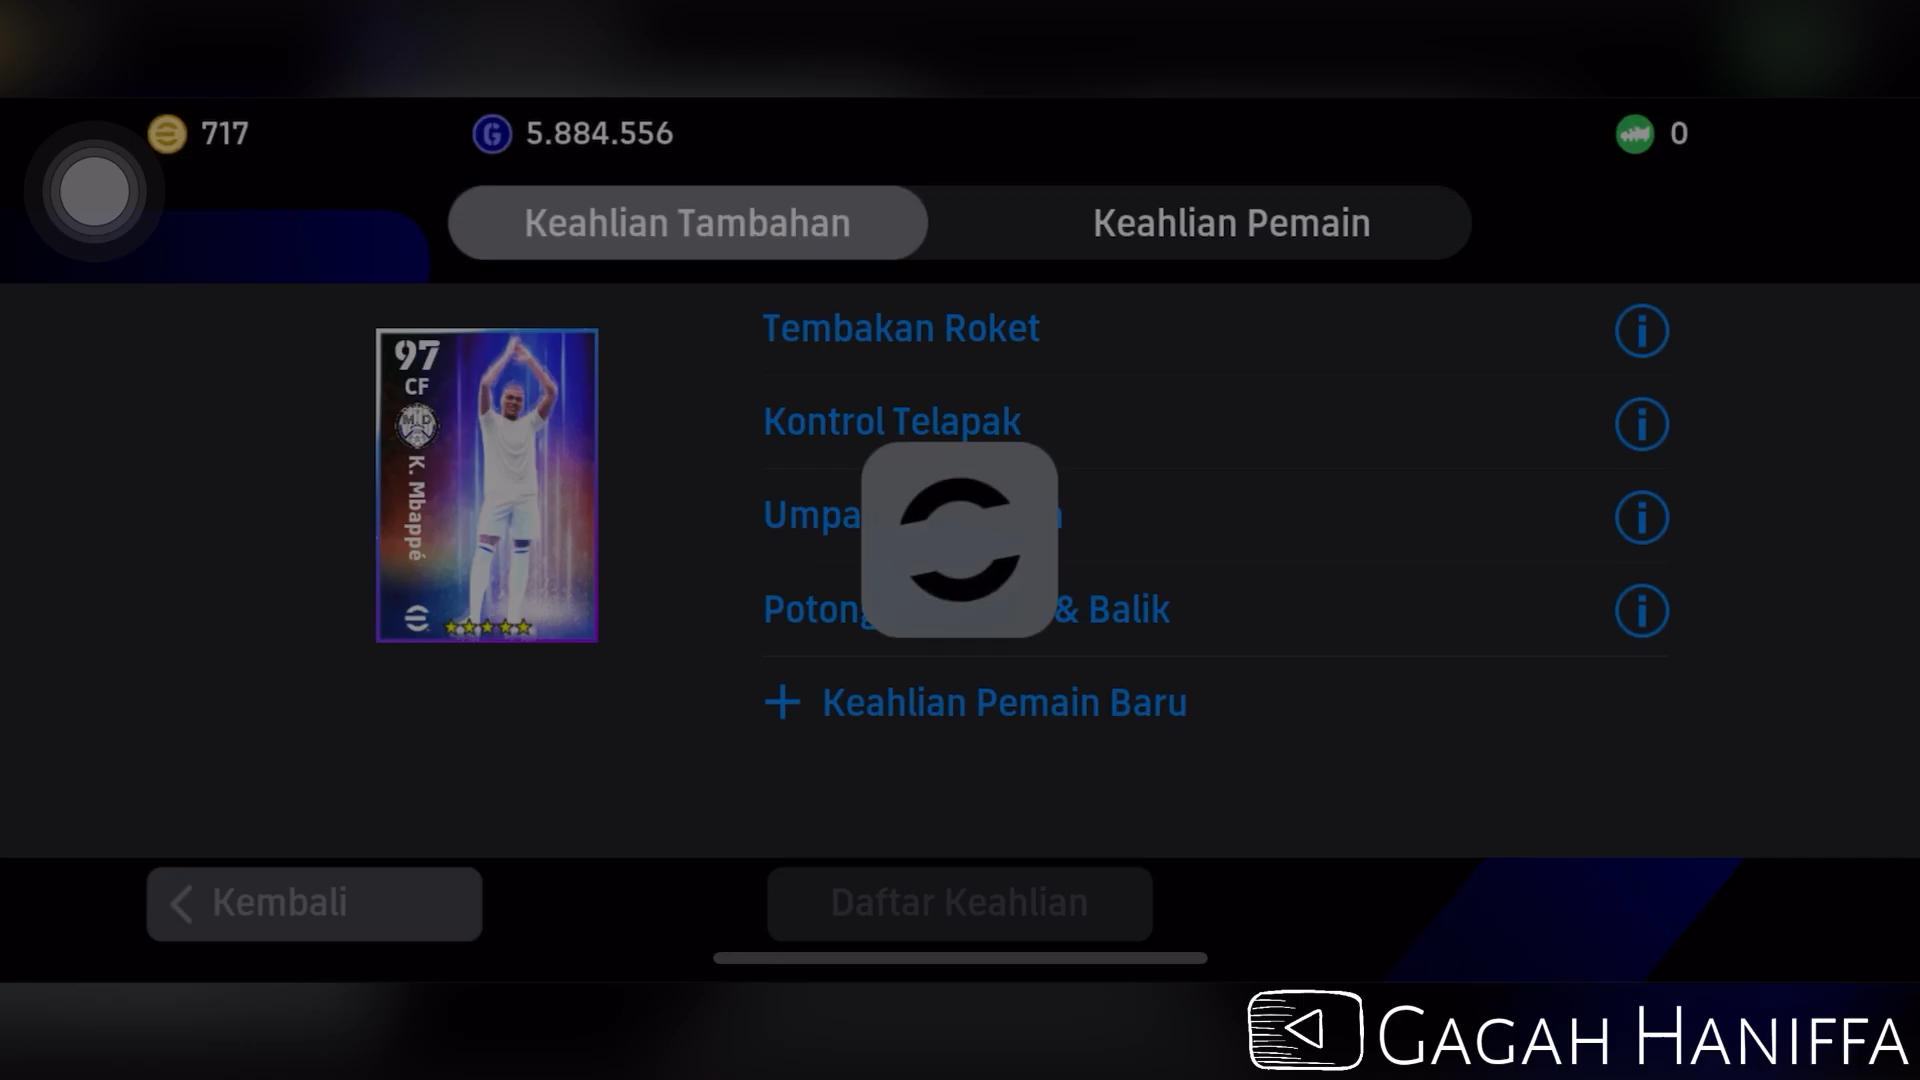 717
5.884.556
0
Keahlian Tambahan
Keahlian Pemain
97
CF
K. Mbappé
Tembakan Roket
Kontrol Telapak
& Balik
Keahlian Pemain Baru
Kembali
Daftar Keahlian
GAGAH HANIFFA